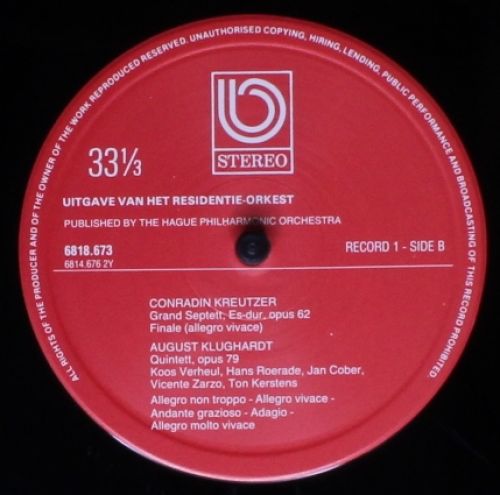 ALL RIGHTS OF THE PRODUCER AND OF THE OWNER OF THE WORK REPRODUCED RESERVED. UNAUTHORISED COPYING, HIRING, LENDING, PUBLIC PERFORMANCE AND BROADCASTING OF THIS RECORD PROHIBITED.
b
STEREO
33⅓
UITGAVE VAN HET RESIDENTIE-ORKEST
PUBLISHED BY THE HAGUE PHILHARMONIC ORCHESTRA
6818.673
RECORD 1 - SIDE B
6814.676 2Y
CONRADIN KREUTZER
Grand Septett, Es-dur, opus 62
Finale (allegro vivace)
AUGUST KLUGHARDT
Quintett, opus 79
Koos Verheul, Hans Roerade, Jan Cober,
Vicente Zarzo, Ton Kerstens
Allegro non troppo - Allegro vivace -
Andante grazioso - Adagio -
Allegro molto vivace